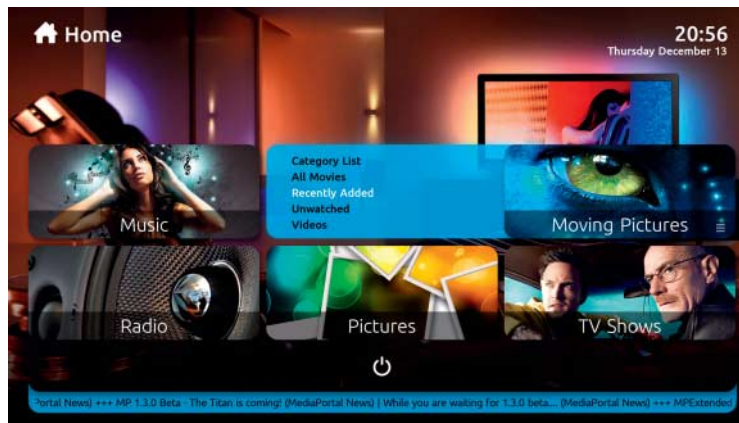 Home
20:56
Thursday December 13
Category List
All Movies
Recently Added
Unwatched
Videos
Music
Moving Pictures
Radio
Pictures
TV Shows
Portal News) +++ MP 1.3.0 Beta - The Titan is coming! (MediaPortal News) | While you are waiting for 1.3.0 beta... (MediaPortal News) +++ MPExtended